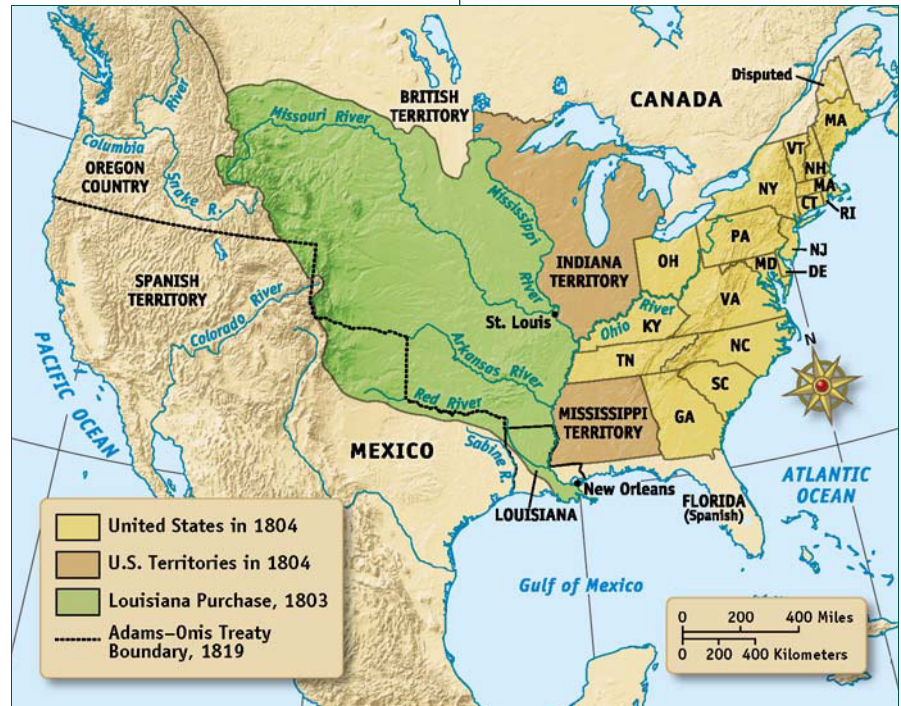 Disputed
BRITISH
TERRITORY
CANADA
MA
River
Missouri River
VT
NH
Columbia
OREGON
COUNTRY
Snake R.
NY
MA
CT
RI
Mississippi
River
PA
NJ
INDIANA
TERRITORY
OH
MD
DE
SPANISH
TERRITORY
VA
Colorado River
St. Louis
Ohio River
KY
N
PACIFIC OCEAN
Arkansas River
TN
NC
SC
Red River
MISSISSIPPI
TERRITORY
GA
MEXICO
Sabine R.
ATLANTIC
OCEAN
New Orleans
FLORIDA
(Spanish)
LOUISIANA
United States in 1804
U.S. Territories in 1804
Louisiana Purchase, 1803
Adams–Onis Treaty
Boundary, 1819
Gulf of Mexico
0 200 400 Miles
0 200 400 Kilometers